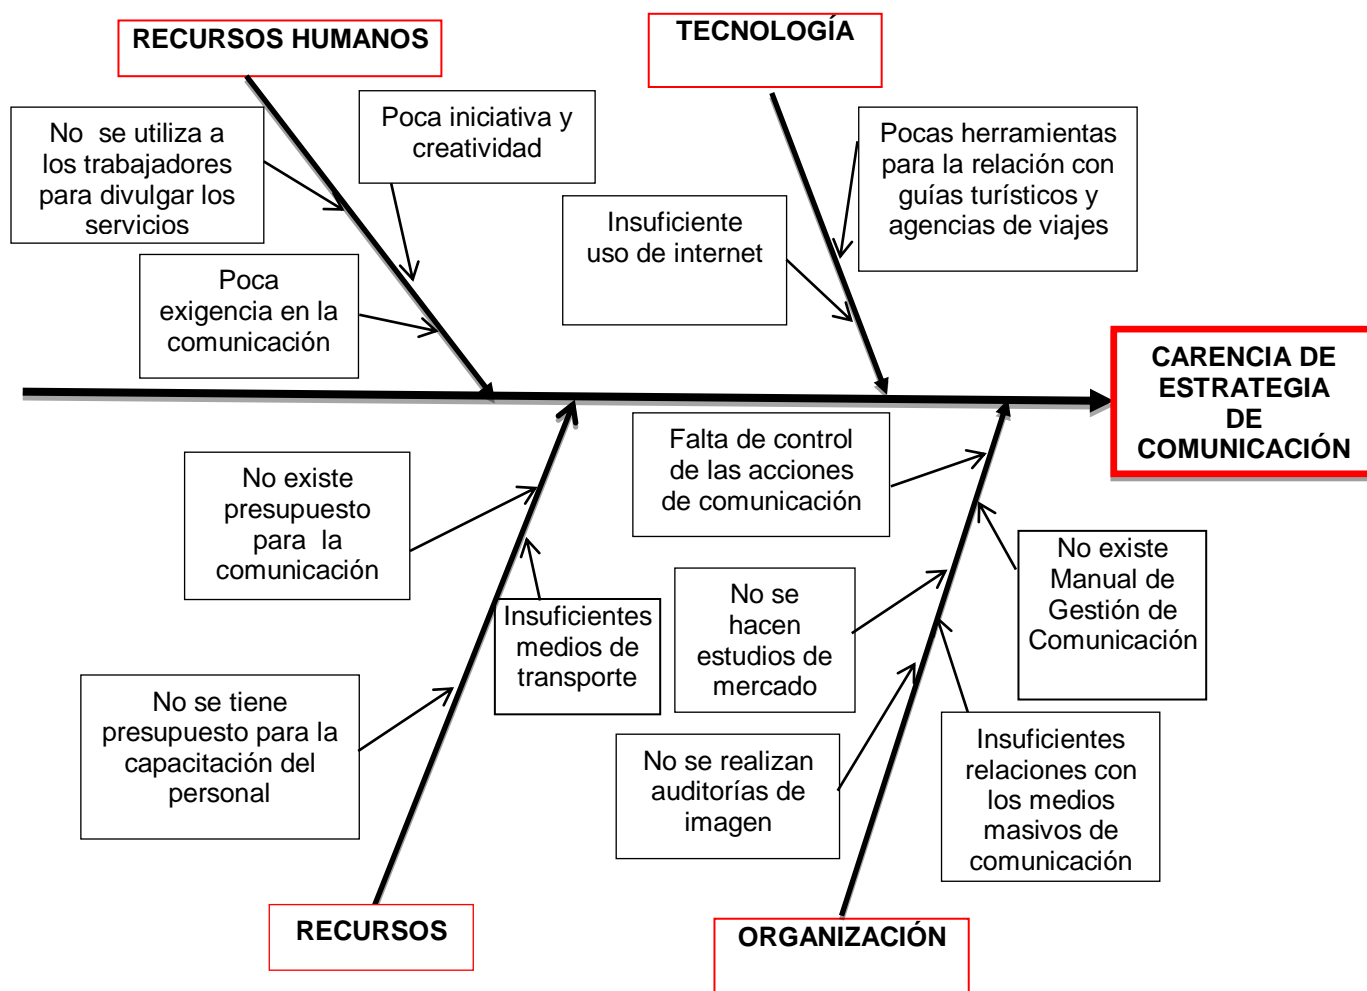 RECURSOS HUMANOS
TECNOLOGÍA
No se utiliza a
los trabajadores
para divulgar los
servicios
Poca iniciativa y
creatividad
Poca
exigencia en la
comunicación
Insuficiente
uso de internet
Pocas herramientas
para la relación con
guías turísticos y
agencias de viajes
CARENCIA DE
ESTRATEGIA
DE
COMUNICACIÓN
No existe
presupuesto
para la
comunicación
Insuficientes
medios de
transporte
No se tiene
presupuesto para la
capacitación del
personal
Falta de control
de las acciones
de comunicación
No existe
Manual de
Gestión de
Comunicación
No se
hacen
estudios de
mercado
No se realizan
auditorías de
imagen
Insuficientes
relaciones con
los medios
masivos de
comunicación
RECURSOS
ORGANIZACIÓN